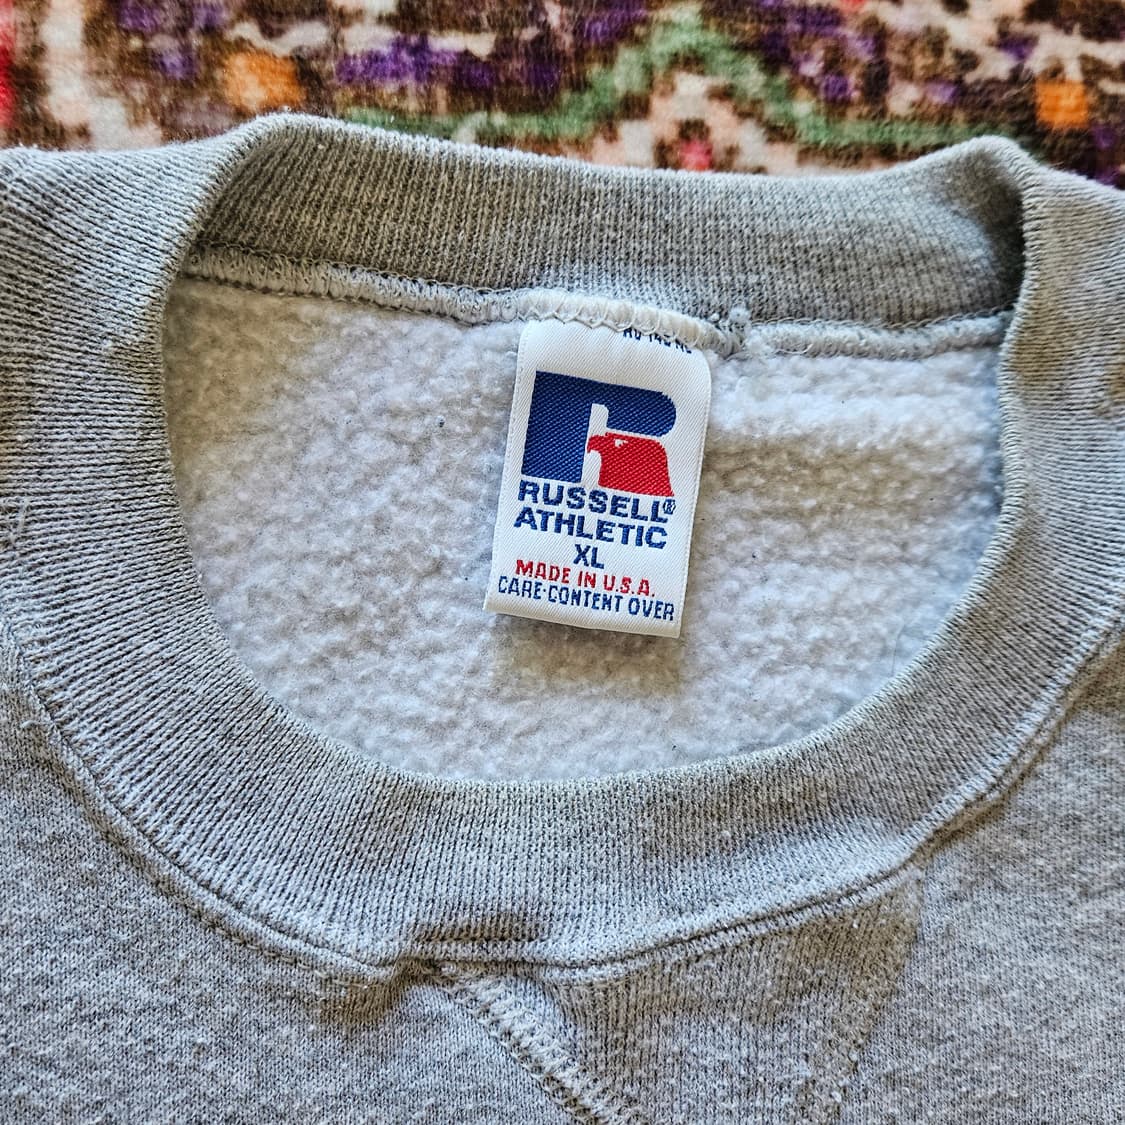 RUSSELL®
ATHLETIC
XL
MADE IN U.S.A.
CARE·CONTENT OVER